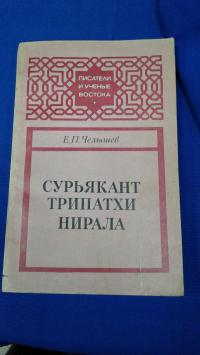 ПИСАТЕЛИ
И УЧЕНЫЕ
ВОСТОКА
Е.П.Челышев
СУРЬЯКАНТ
ТРИПАТХИ
НИРАЛА